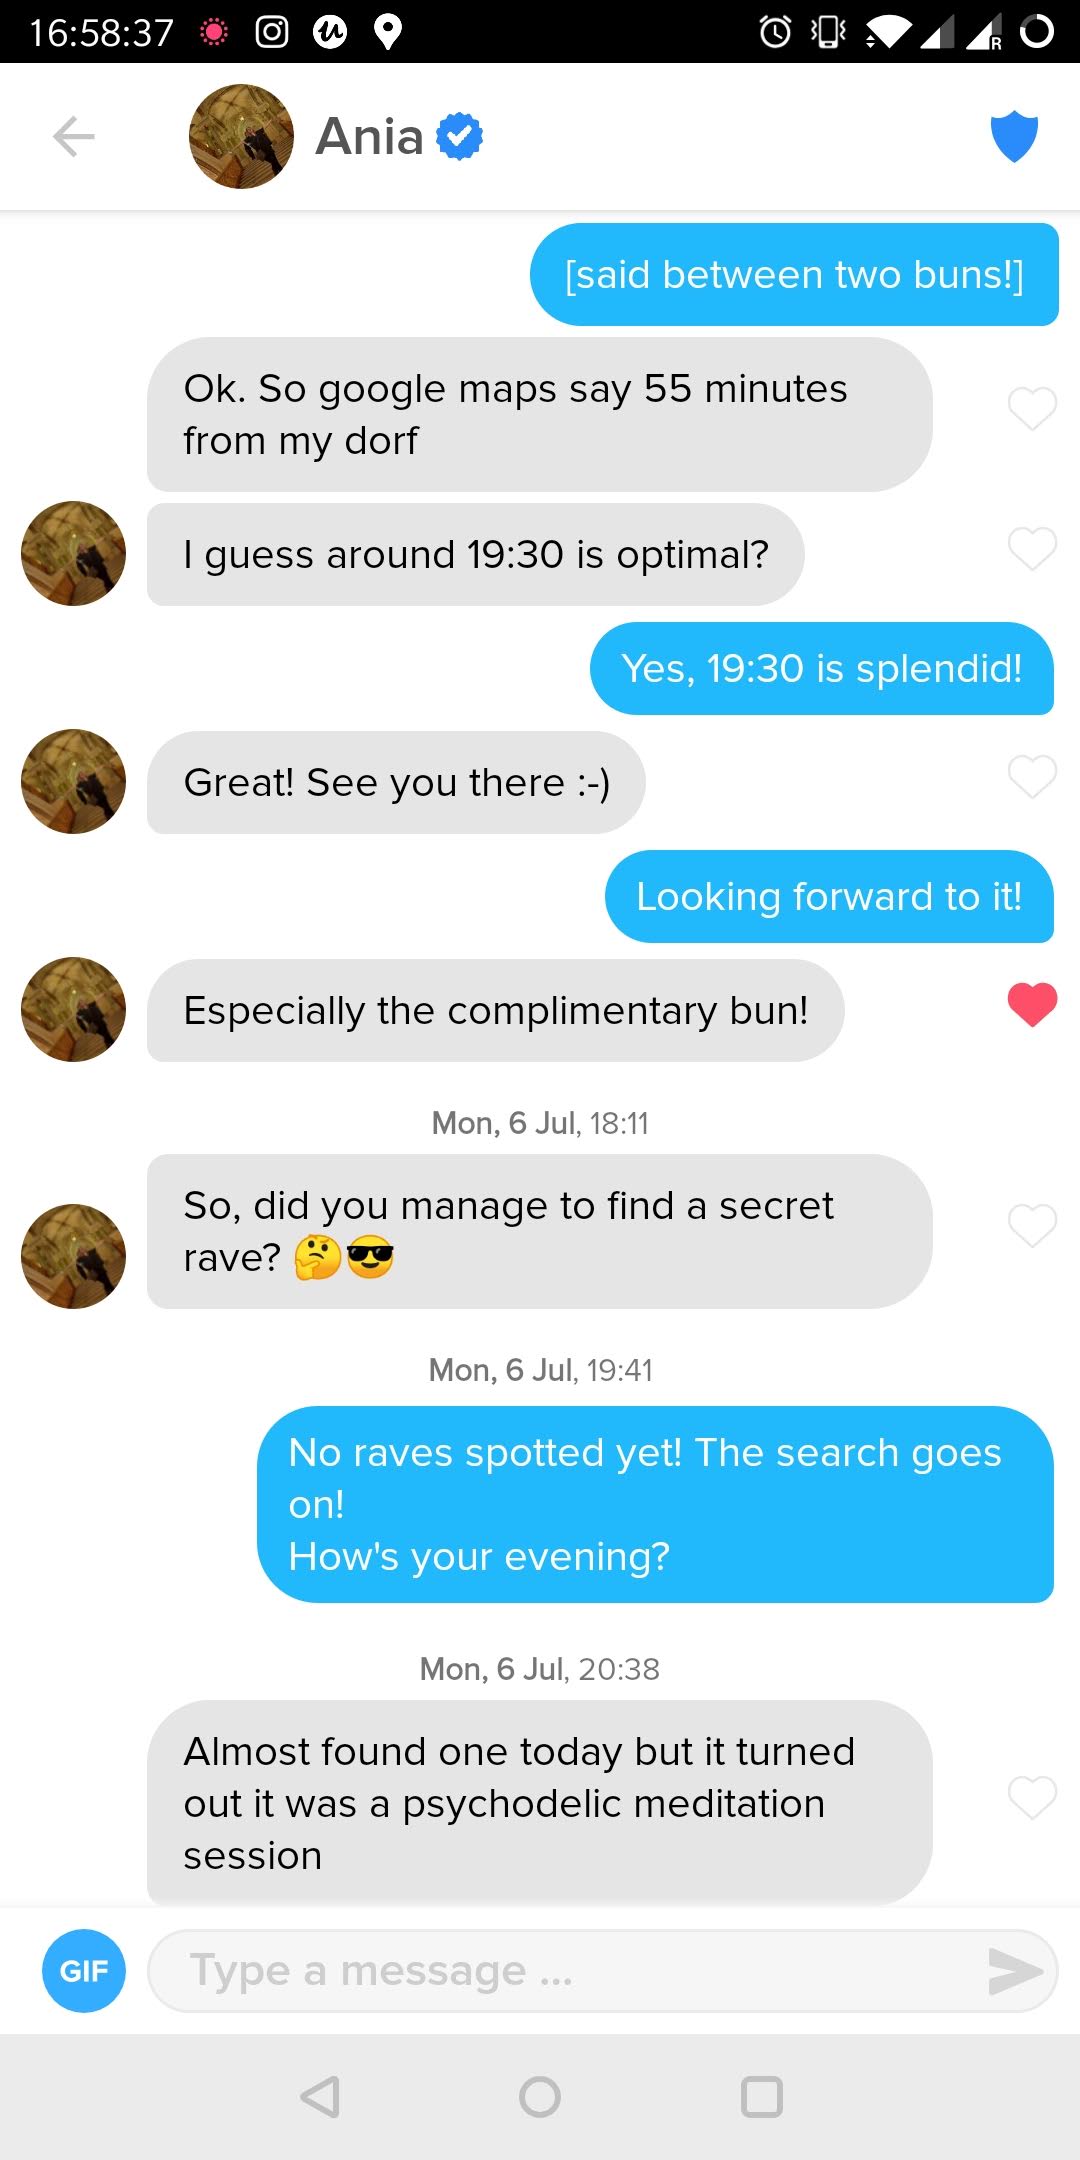 16:58:37
R
Ania
[said between two buns!]
Ok. So google maps say 55 minutes
from my dorf
I guess around 19:30 is optimal?
Yes, 19:30 is splendid!
Great! See you there :-)
Looking forward to it!
Especially the complimentary bun!
Mon, 6 Jul, 18:11
So, did you manage to find a secret
rave? 🤔😎
Mon, 6 Jul, 19:41
No raves spotted yet! The search goes
on!
How's your evening?
Mon, 6 Jul, 20:38
Almost found one today but it turned
out it was a psychodelic meditation
session
GIF
Type a message ...